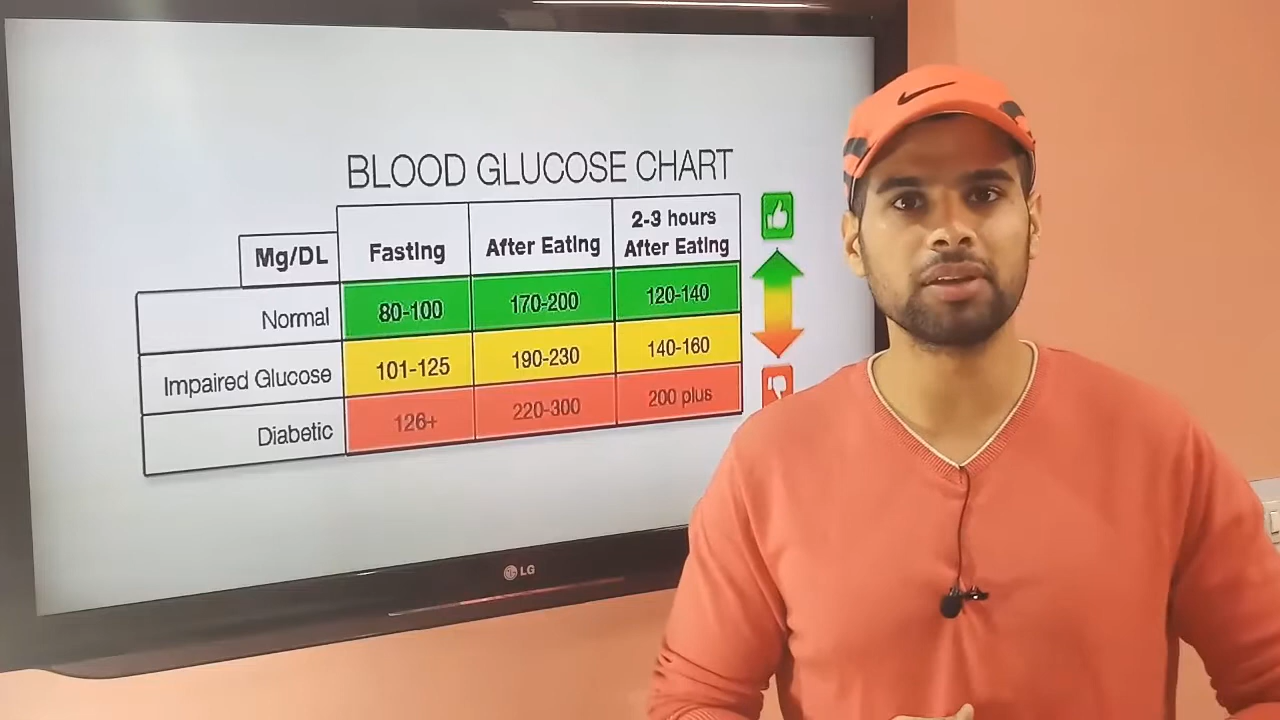 BLOOD GLUCOSE CHART
Mg/DL Fasting After Eating 2-3 hours After Eating
Normal 80-100 170-200 120-140
Impaired Glucose 101-125 190-230 140-160
Diabetic 126+ 220-300 200 plus
LG